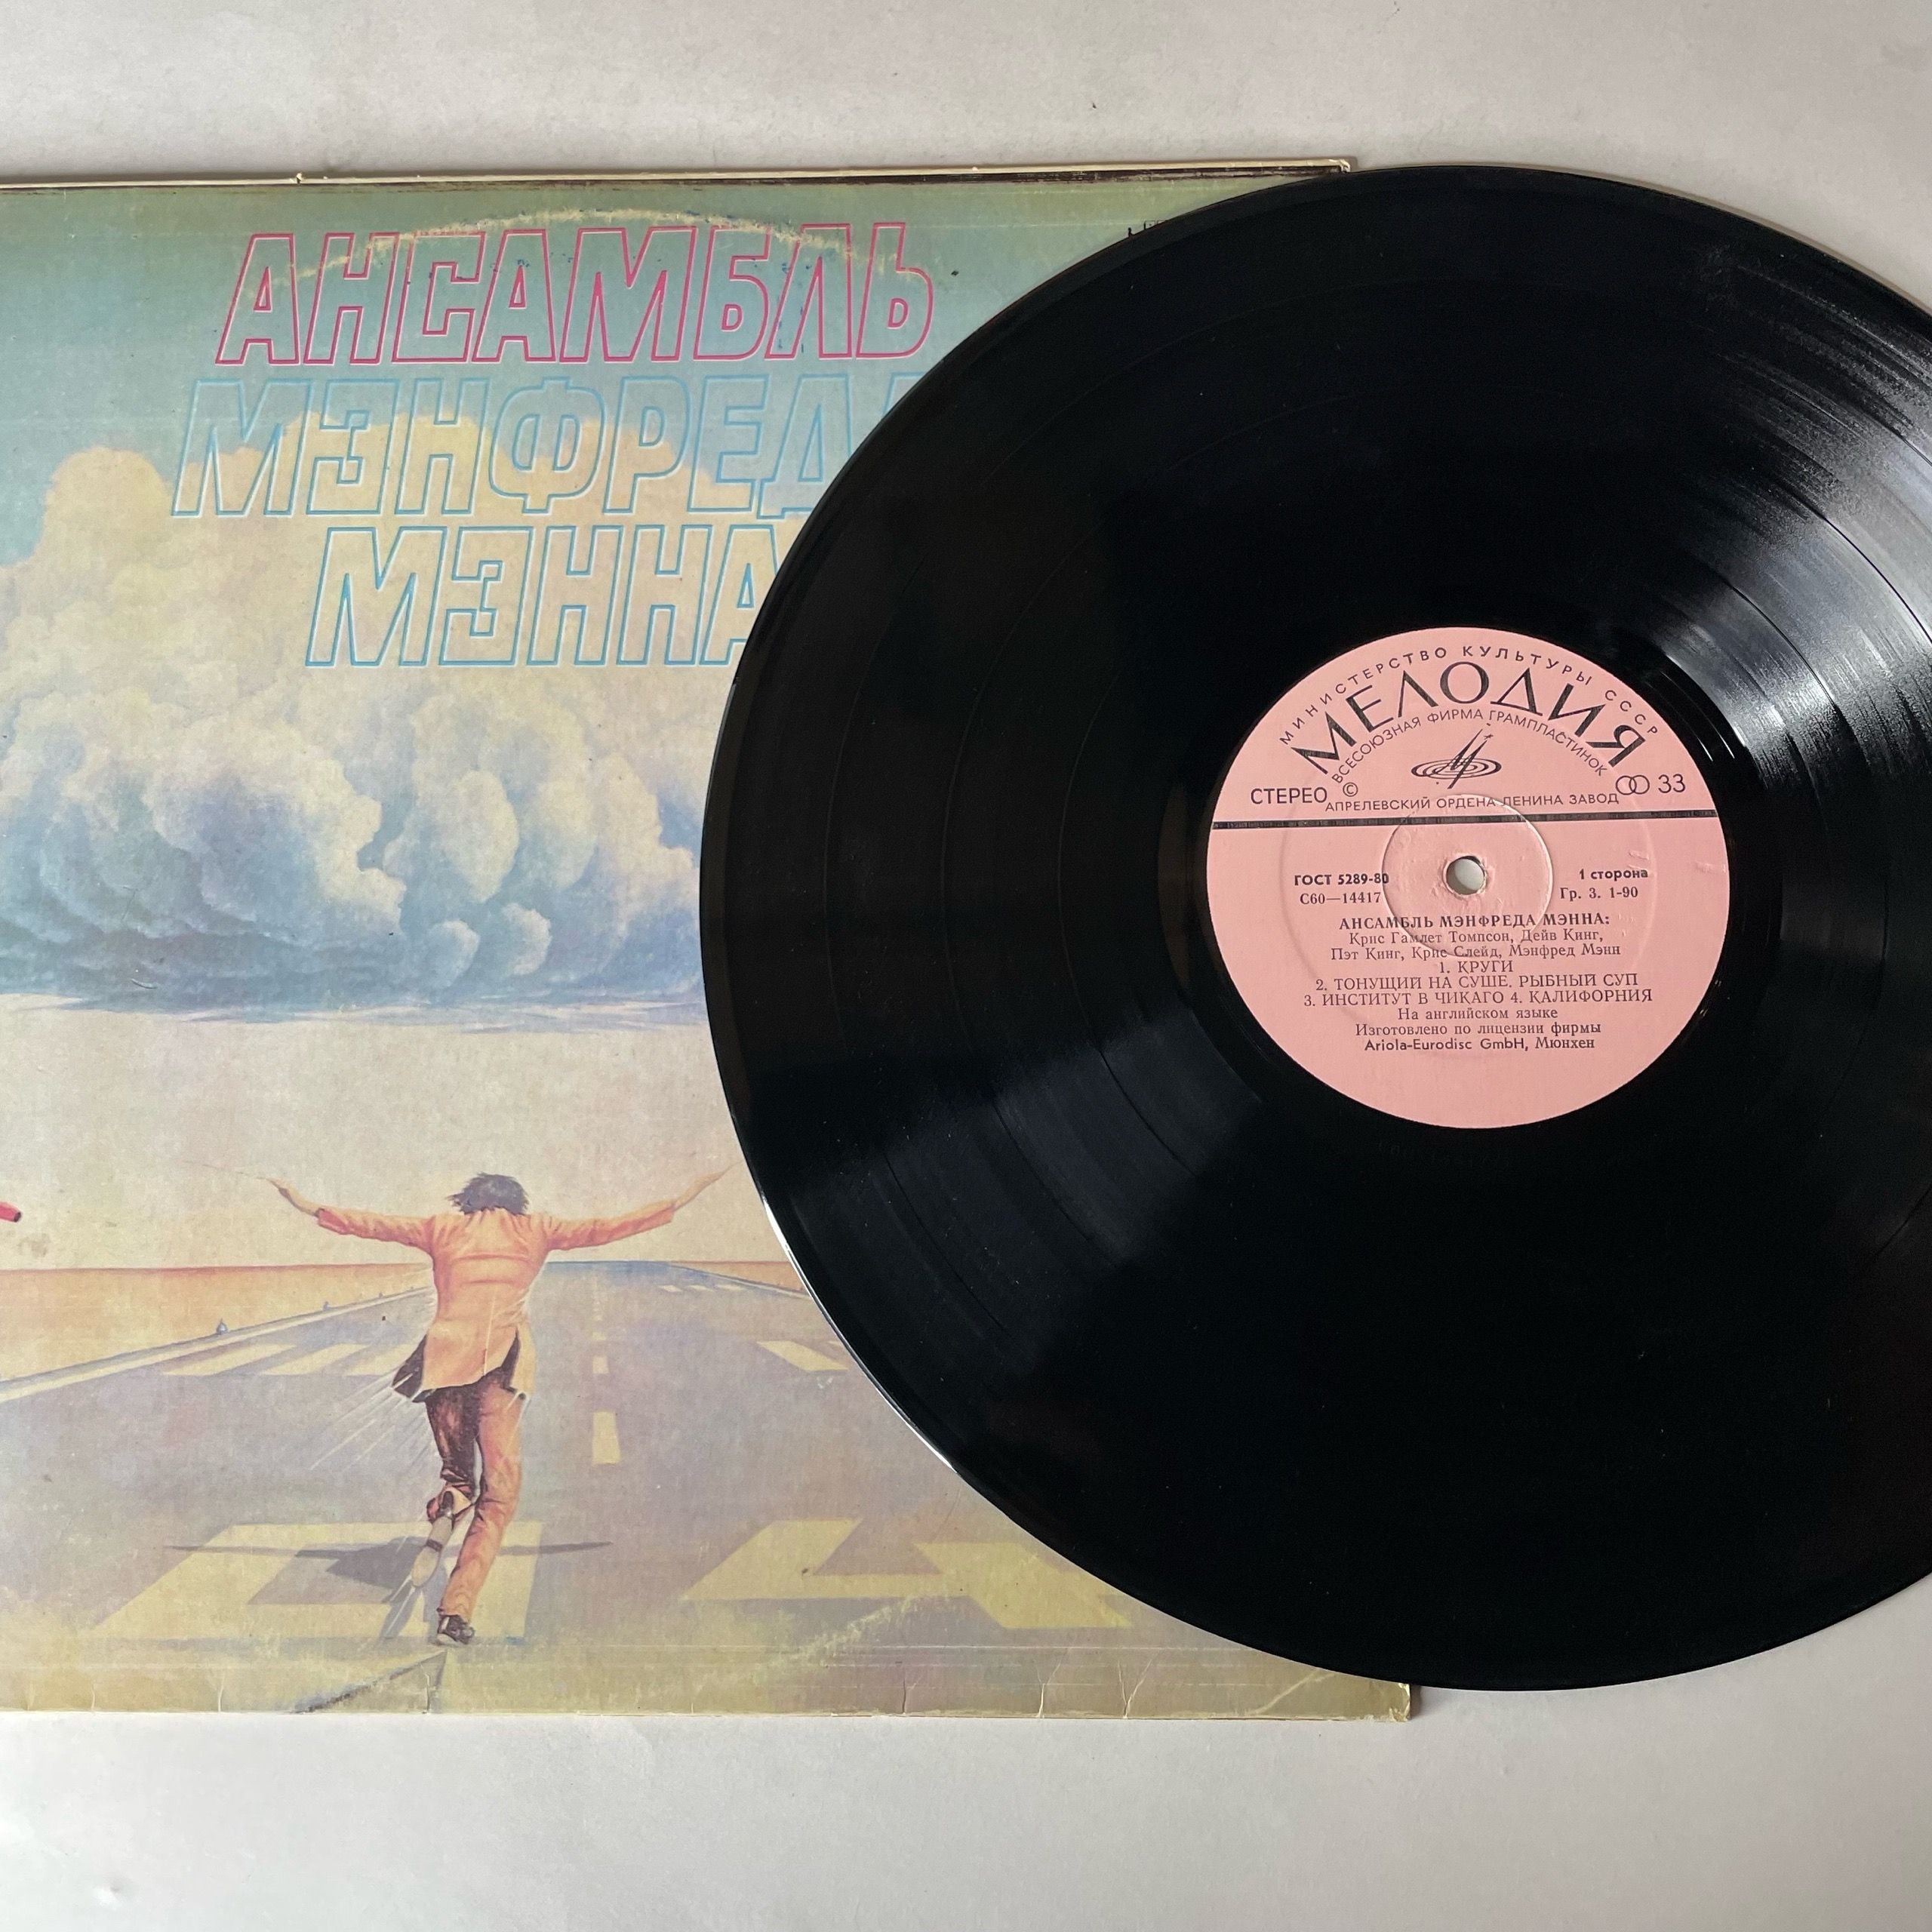 АНСАМБЛЬ
МЭНФРЕДА
МЭННА
МИНИСТЕРСТВО КУЛЬТУРЫ СССР
МЕЛОДИЯ
ВСЕСОЮЗНАЯ ФИРМА ГРАМПЛАСТИНОК
СТЕРЕО © 33
АПРЕЛЕВСКИЙ ОРДЕНА ЛЕНИНА ЗАВОД
ГОСТ 5289-80 1 сторона
С60—14417 Гр. 3. 1-90
АНСАМБЛЬ МЭНФРЕДА МЭННА:
Крис Гамлет Томпсон, Дейв Кинг,
Пэт Кинг, Крис Слейд, Мэнфред Мэнн
1. КРУГИ
2. ТОНУЩИЙ НА СУШЕ. РЫБНЫЙ СУП
3. ИНСТИТУТ В ЧИКАГО 4. КАЛИФОРНИЯ
На английском языке
Изготовлено по лицензии фирмы
Ariola-Eurodisc GmbH, Мюнхен